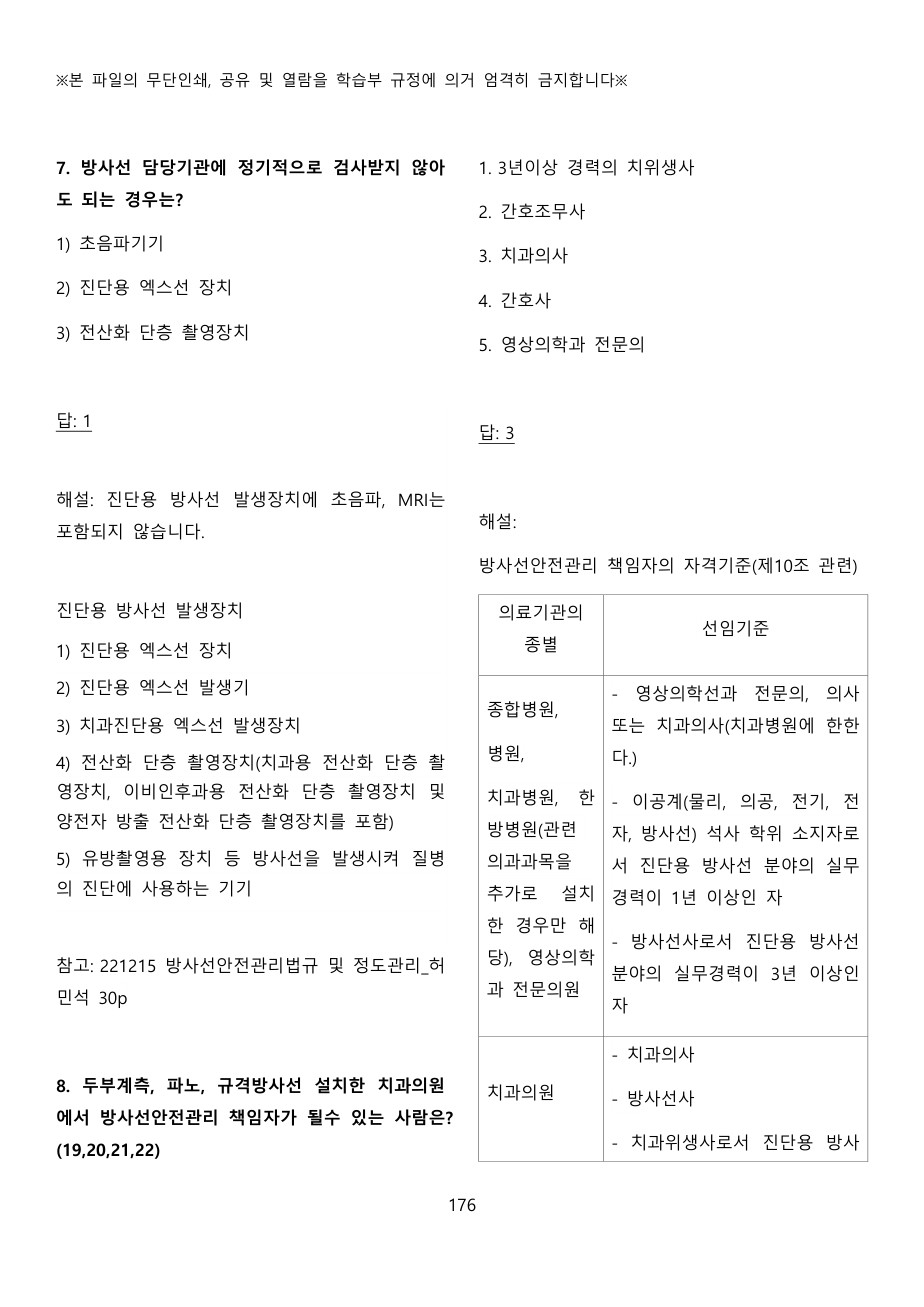 ※본 파일의 무단인쇄, 공유 및 열람을 학습부 규정에 의거 엄격히 금지합니다※
7. 방사선 담당기관에 정기적으로 검사받지 않아
도 되는 경우는?
1) 초음파기기
2) 진단용 엑스선 장치
3) 전산화 단층 촬영장치
답: 1
해설: 진단용 방사선 발생장치에 초음파, MRI는
포함되지 않습니다.
진단용 방사선 발생장치
1) 진단용 엑스선 장치
2) 진단용 엑스선 발생기
3) 치과진단용 엑스선 발생장치
4) 전산화 단층 촬영장치(치과용 전산화 단층 촬
영장치, 이비인후과용 전산화 단층 촬영장치 및
양전자 방출 전산화 단층 촬영장치를 포함)
5) 유방촬영용 장치 등 방사선을 발생시켜 질병
의 진단에 사용하는 기기
참고: 221215 방사선안전관리법규 및 정도관리_허
민석 30p
8. 두부계측, 파노, 규격방사선 설치한 치과의원
에서 방사선안전관리 책임자가 될수 있는 사람은?
(19,20,21,22)
1. 3년이상 경력의 치위생사
2. 간호조무사
3. 치과의사
4. 간호사
5. 영상의학과 전문의
답: 3
해설:
방사선안전관리 책임자의 자격기준(제10조 관련)
의료기관의
종별
선임기준
종합병원,
병원,
치과병원, 한
방병원(관련
의과과목을
추가로 설치
한 경우만 해
당), 영상의학
과 전문의원
- 영상의학선과 전문의, 의사
또는 치과의사(치과병원에 한한
다.)
- 이공계(물리, 의공, 전기, 전
자, 방사선) 석사 학위 소지자로
서 진단용 방사선 분야의 실무
경력이 1년 이상인 자
- 방사선사로서 진단용 방사선
분야의 실무경력이 3년 이상인
자
치과의원
- 치과의사
- 방사선사
- 치과위생사로서 진단용 방사
176